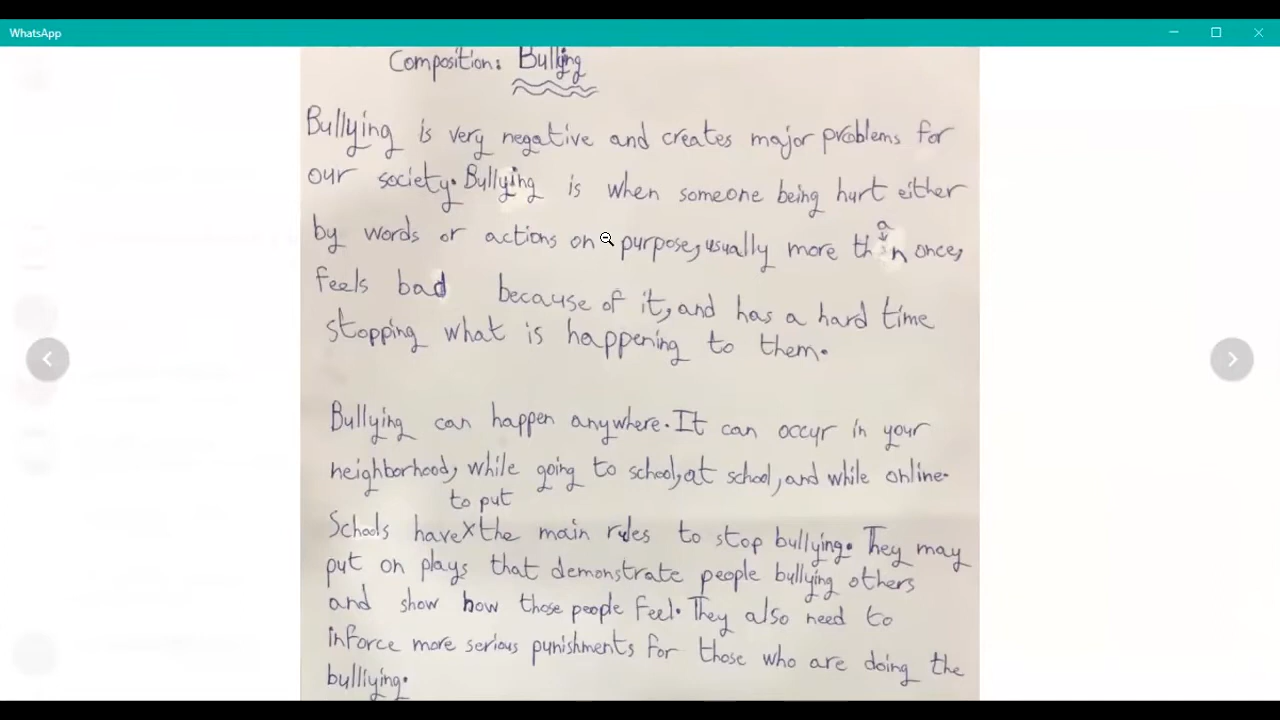 WhatsApp
Composition: Bullying
Bullying is very negative and creates major problems for
our society. Bullying is when someone being hurt either
by words or actions on purpose, usually more than once,
feels bad because of it, and has a hard time
stopping what is happening to them.
Bullying can happen anywhere. It can occur in your
neighborhood, while going to school, at school, and while online.
to put
Schools have x the main rules to stop bullying. They may
put on plays that demonstrate people bullying others
and show how those people feel. They also need to
inforce more serious punishments for those who are doing the
bulliying.